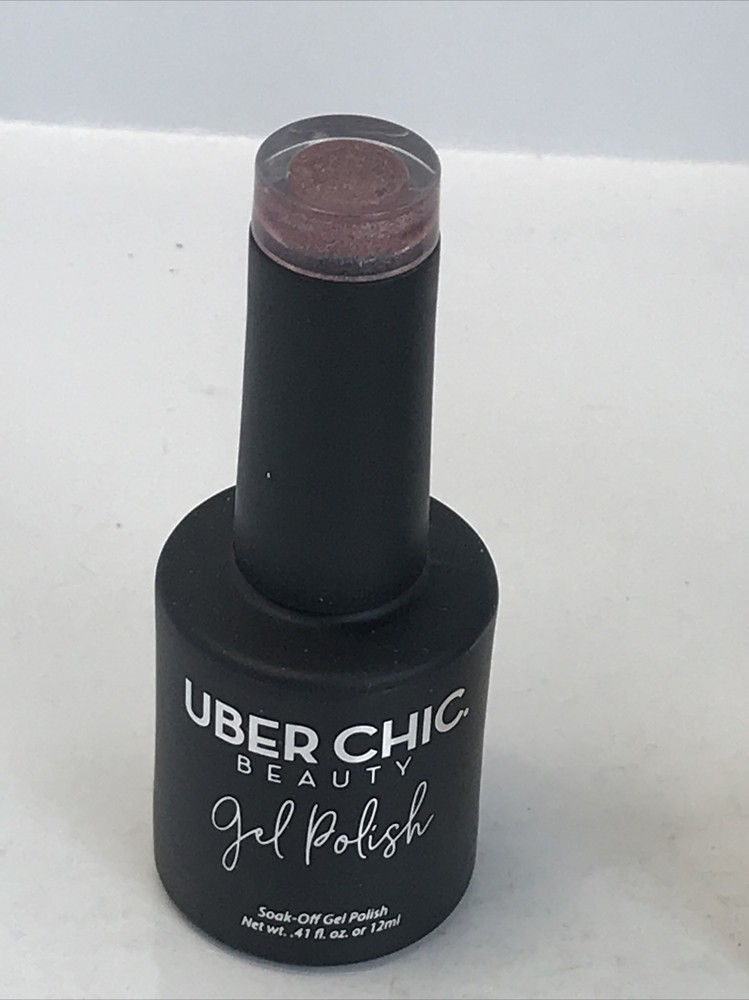 UBER CHIC.
BEAUTY
Gel Polish
Soak-Off Gel Polish
Net wt. .41 fl. oz. or 12ml